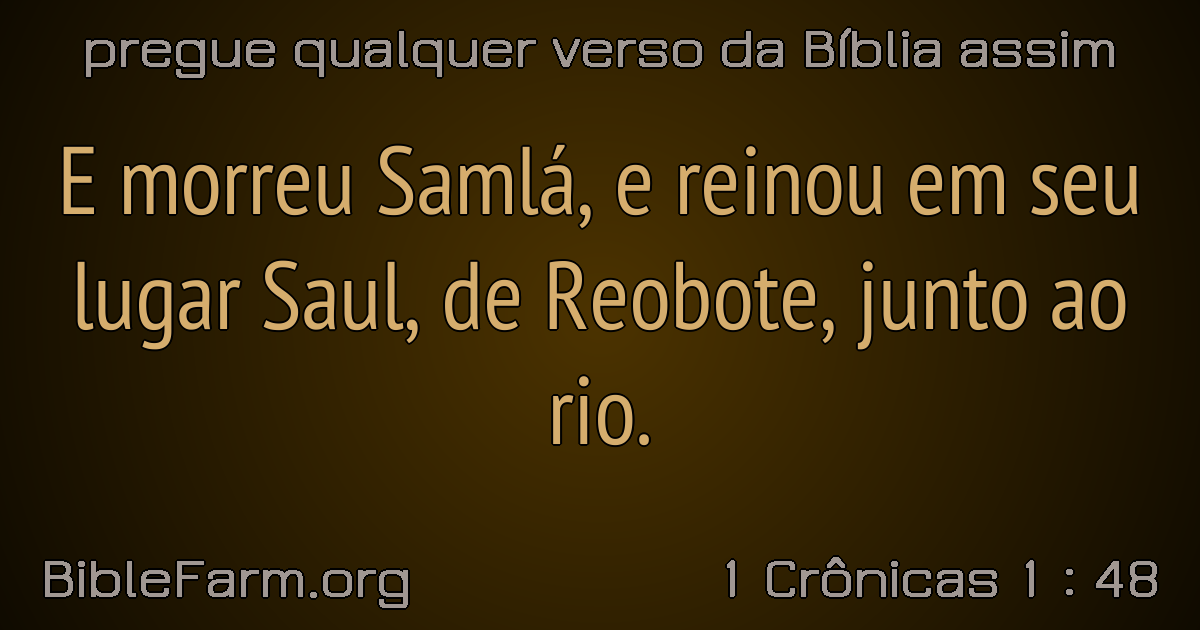 pregue qualquer verso da Bíblia assim
E morreu Samlá, e reinou em seu
lugar Saul, de Reobote, junto ao
rio.
BibleFarm.org
1 Crônicas 1 : 48